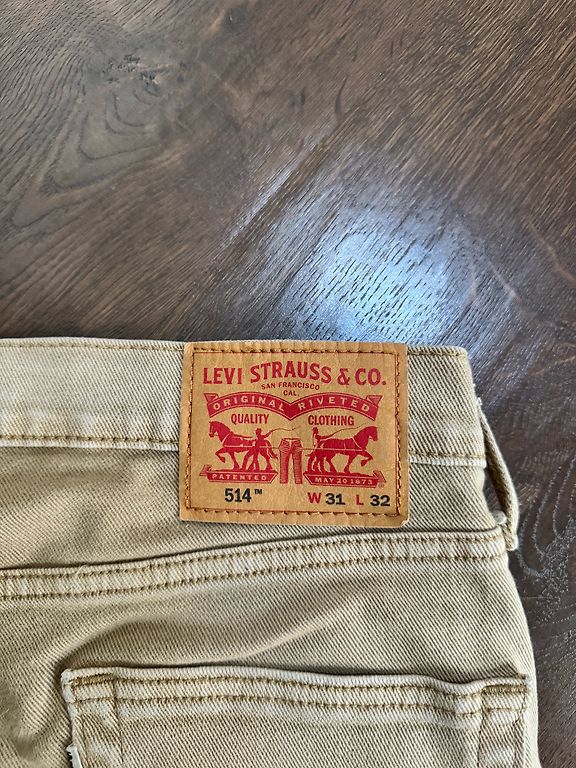 LEVI STRAUSS & CO.
SAN FRANCISCO
CAL.
ORIGINAL RIVETED
QUALITY CLOTHING
PATENTED MAY 20 1873
514™ W 31 L 32